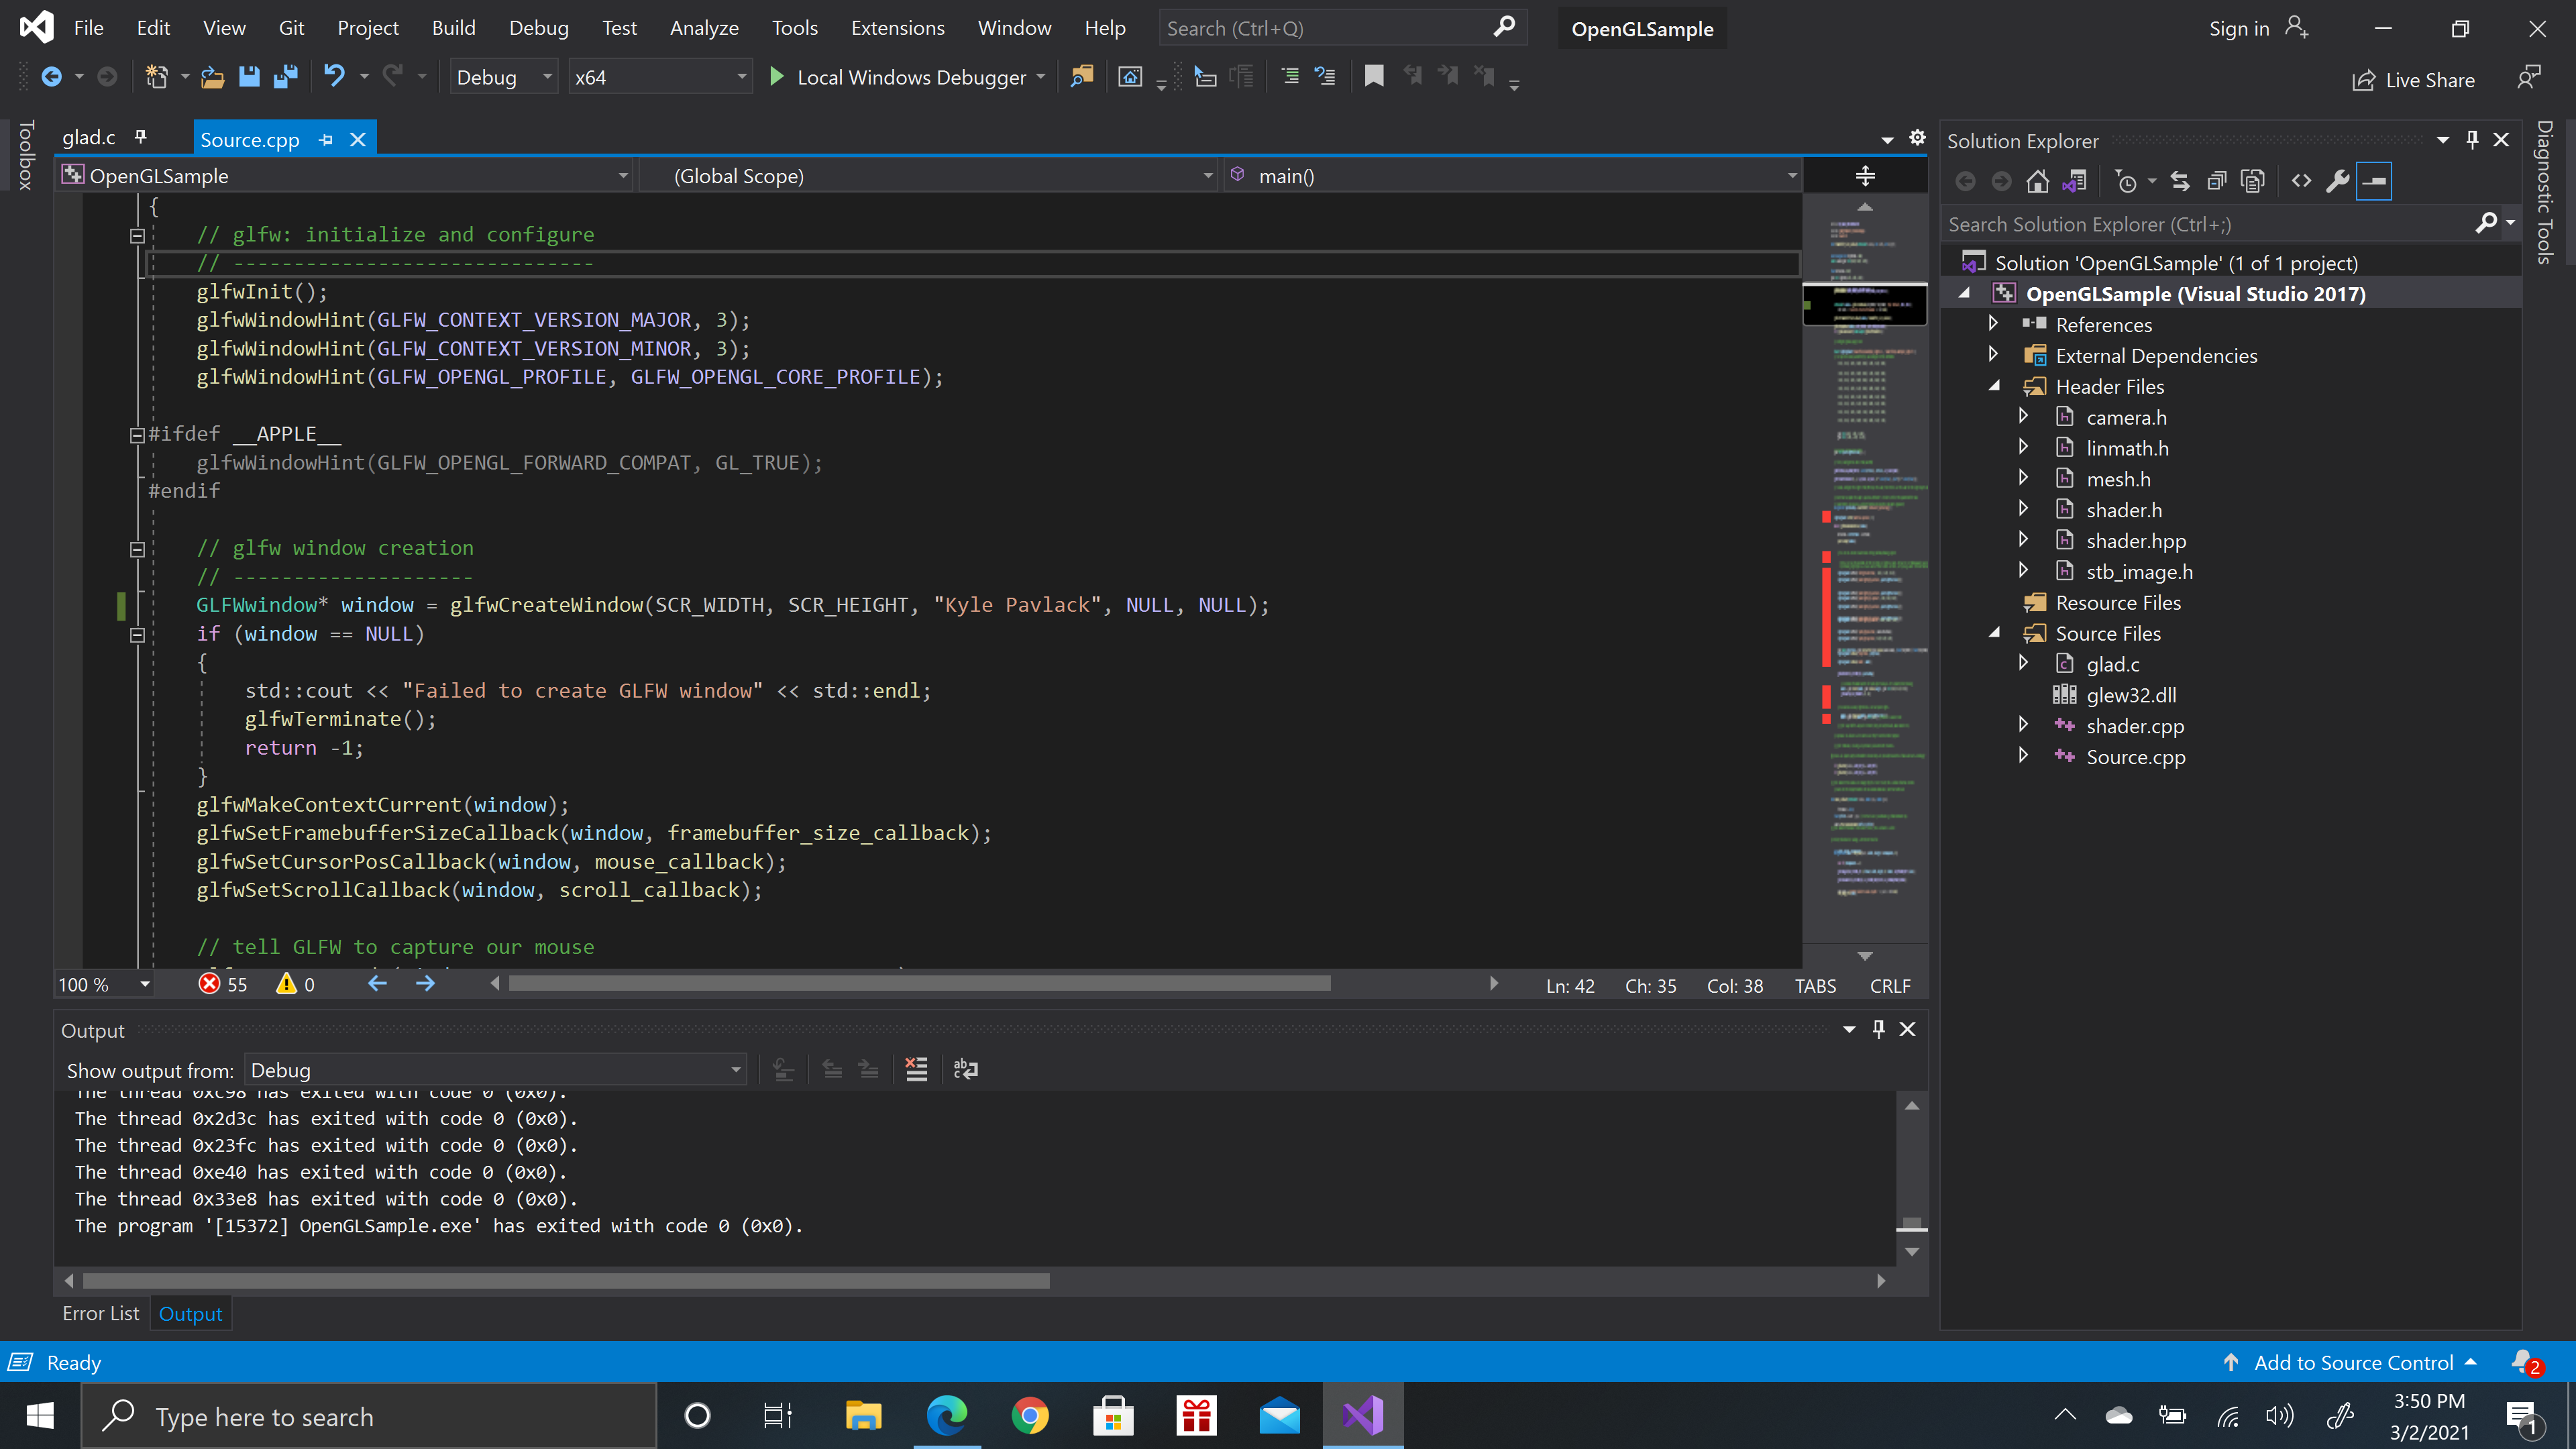 File Edit View Git Project Build Debug Test Analyze Tools Extensions Window Help Search (Ctrl+Q) OpenGLSample Sign in
Debug x64 Local Windows Debugger Live Share
Toolbox
glad.c Source.cpp
OpenGLSample (Global Scope) main()
{
// glfw: initialize and configure
// ------------------------------
glfwInit();
glfwWindowHint(GLFW_CONTEXT_VERSION_MAJOR, 3);
glfwWindowHint(GLFW_CONTEXT_VERSION_MINOR, 3);
glfwWindowHint(GLFW_OPENGL_PROFILE, GLFW_OPENGL_CORE_PROFILE);
#ifdef __APPLE__
glfwWindowHint(GLFW_OPENGL_FORWARD_COMPAT, GL_TRUE);
#endif
// glfw window creation
// --------------------
GLFWwindow* window = glfwCreateWindow(SCR_WIDTH, SCR_HEIGHT, "Kyle Pavlack", NULL, NULL);
if (window == NULL)
{
std::cout << "Failed to create GLFW window" << std::endl;
glfwTerminate();
return -1;
}
glfwMakeContextCurrent(window);
glfwSetFramebufferSizeCallback(window, framebuffer_size_callback);
glfwSetCursorPosCallback(window, mouse_callback);
glfwSetScrollCallback(window, scroll_callback);
// tell GLFW to capture our mouse
100 % 55 0 Ln: 42 Ch: 35 Col: 38 TABS CRLF
Output
Show output from: Debug
The thread 0xc98 has exited with code 0 (0x0).
The thread 0x2d3c has exited with code 0 (0x0).
The thread 0x23fc has exited with code 0 (0x0).
The thread 0xe40 has exited with code 0 (0x0).
The thread 0x33e8 has exited with code 0 (0x0).
The program '[15372] OpenGLSample.exe' has exited with code 0 (0x0).
Error List Output
Solution Explorer
Search Solution Explorer (Ctrl+;)
Solution 'OpenGLSample' (1 of 1 project)
OpenGLSample (Visual Studio 2017)
References
External Dependencies
Header Files
camera.h
linmath.h
mesh.h
shader.h
shader.hpp
stb_image.h
Resource Files
Source Files
glad.c
glew32.dll
shader.cpp
Source.cpp
Diagnostic Tools
Ready Add to Source Control 2
Type here to search
3:50 PM
3/2/2021
1